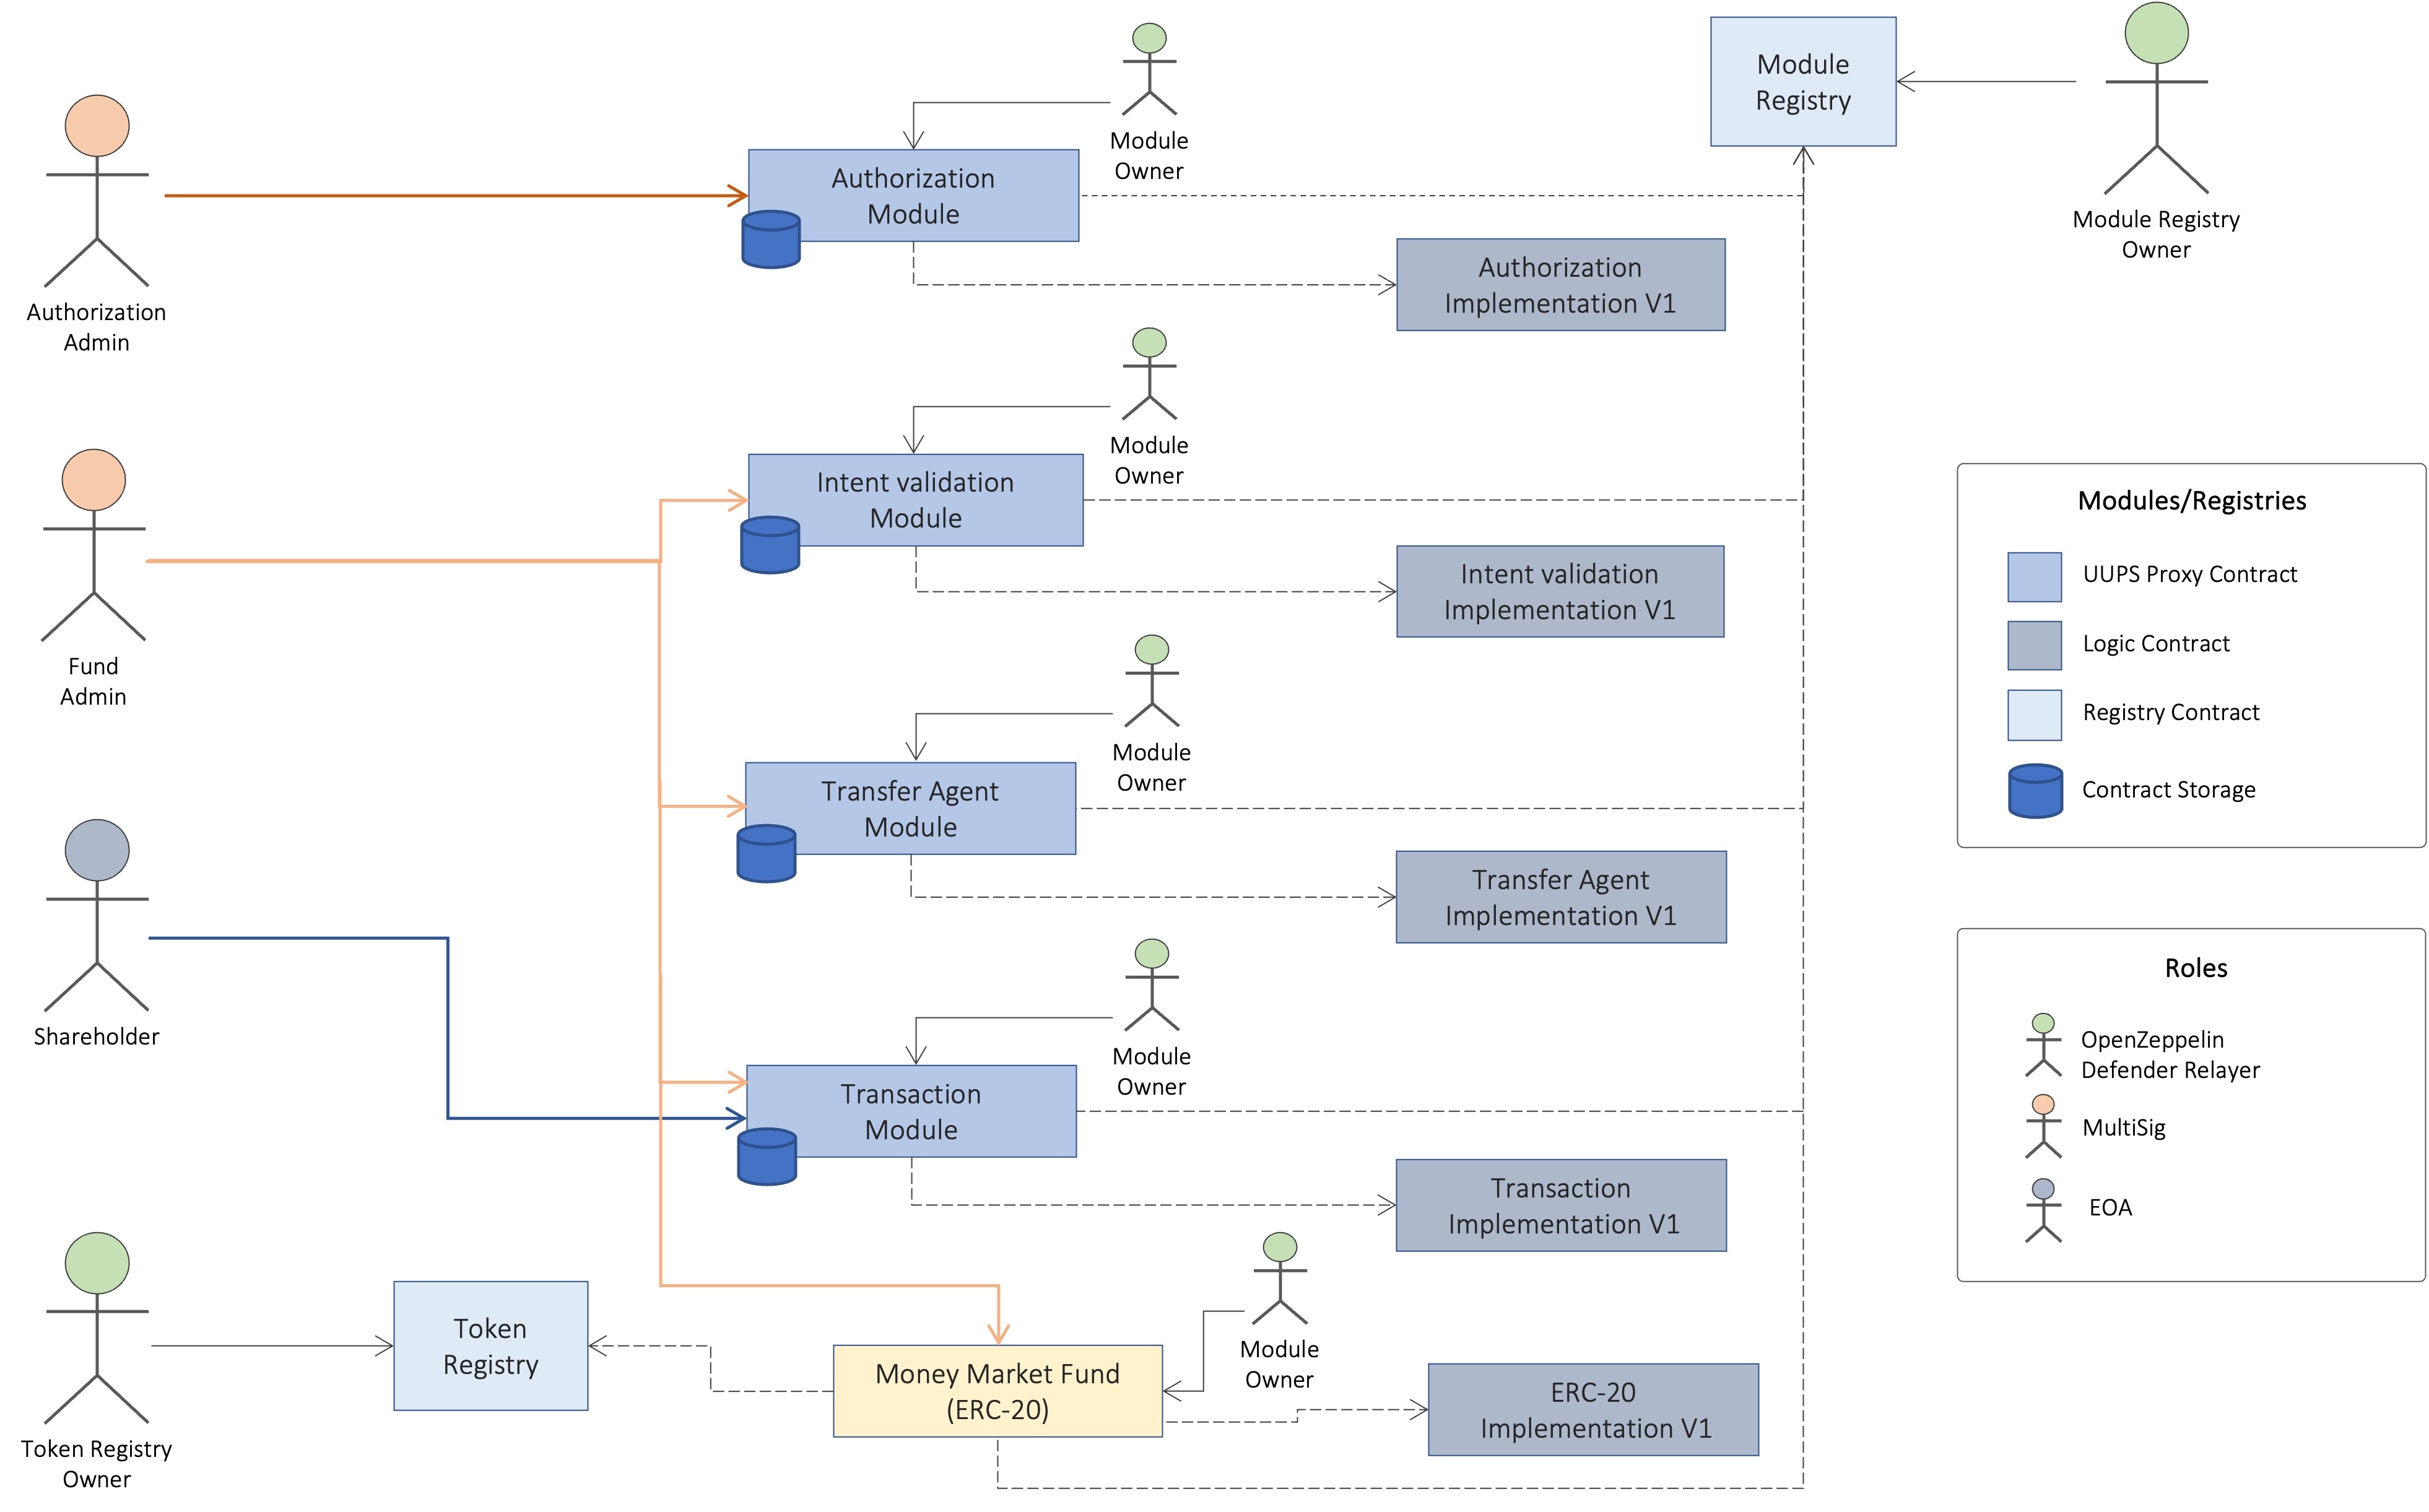 Module
Registry
Module Registry
Owner
Module
Owner
Authorization
Module
Authorization
Admin
Authorization
Implementation V1
Module
Owner
Intent validation
Module
Fund
Admin
Intent validation
Implementation V1
Module
Owner
Transfer Agent
Module
Transfer Agent
Implementation V1
Shareholder
Module
Owner
Transaction
Module
Transaction
Implementation V1
Token
Registry
Token Registry
Owner
Module
Owner
Money Market Fund
(ERC-20)
ERC-20
Implementation V1
Modules/Registries
UUPS Proxy Contract
Logic Contract
Registry Contract
Contract Storage
Roles
OpenZeppelin
Defender Relayer
MultiSig
EOA